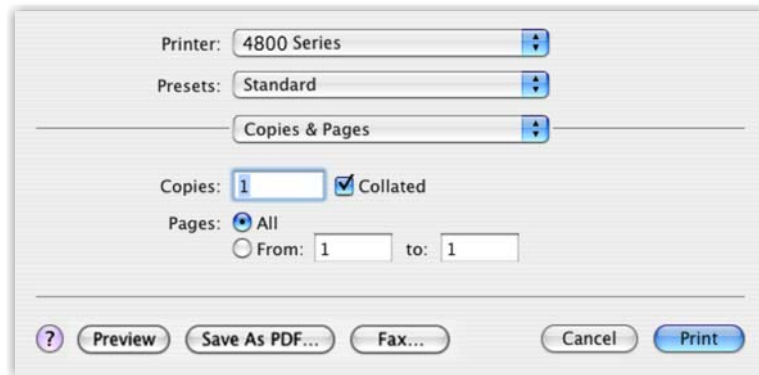 Printer: 4800 Series
Presets: Standard
Copies & Pages
Copies: 1 Collated
Pages: All
From: 1 to: 1
? Preview Save As PDF... Fax... Cancel Print